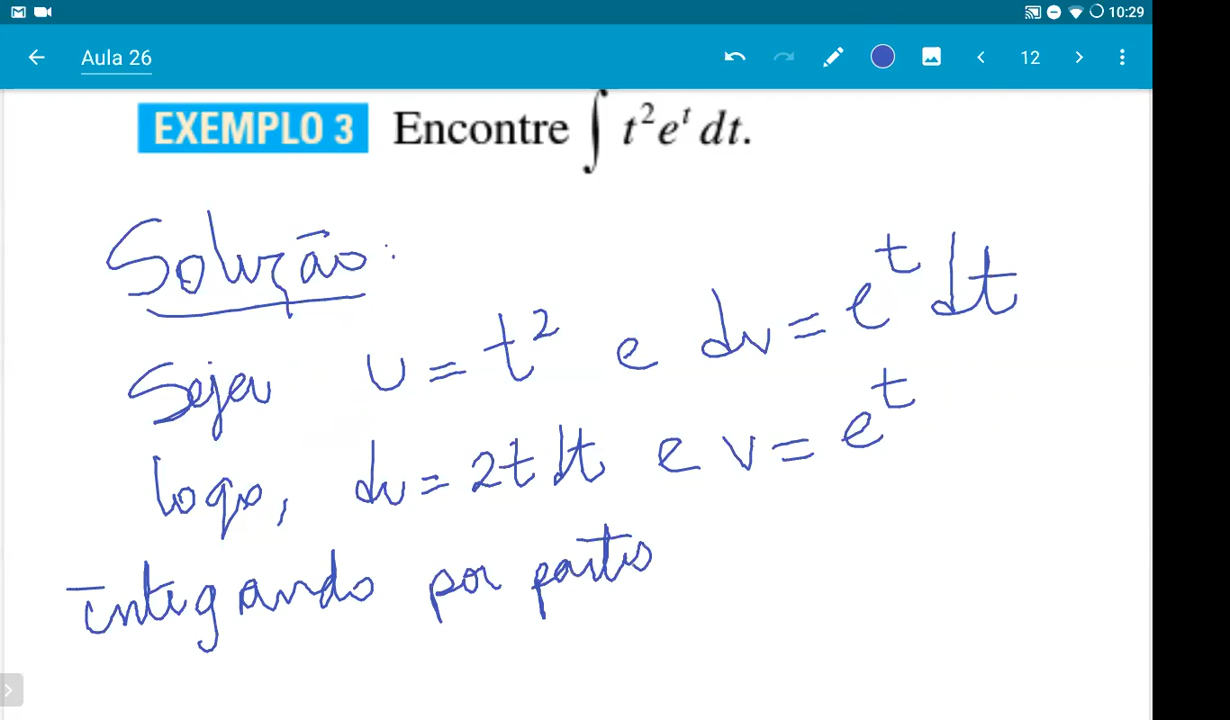 10:29
Aula 26
12
EXEMPLO 3 Encontre ∫ t²eᵗ dt.
Solução:
Seja u = t² e dv = eᵗ dt
logo, du = 2t dt e v = eᵗ
Integando por partes